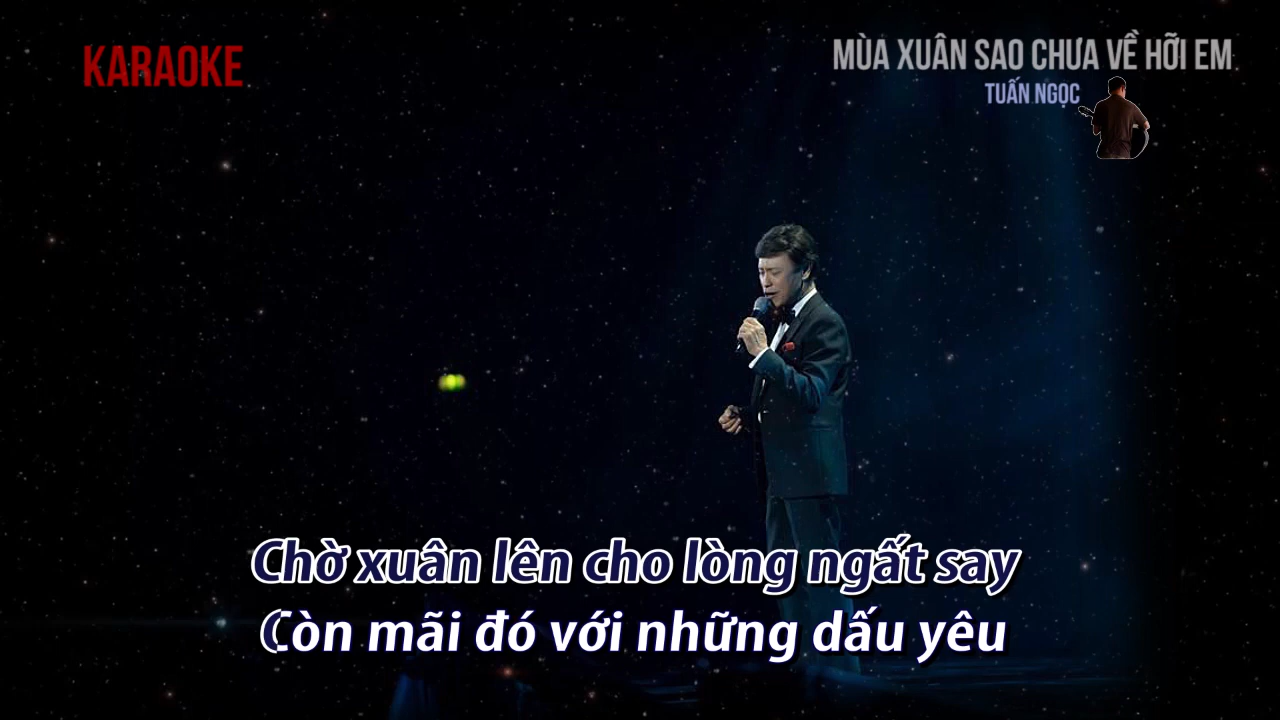 KARAOKE
MÙA XUÂN SAO CHƯA VỀ HỠI EM
TUẤN NGỌC
Chờ xuân lên cho lòng ngất say
Còn mãi đó với những dấu yêu